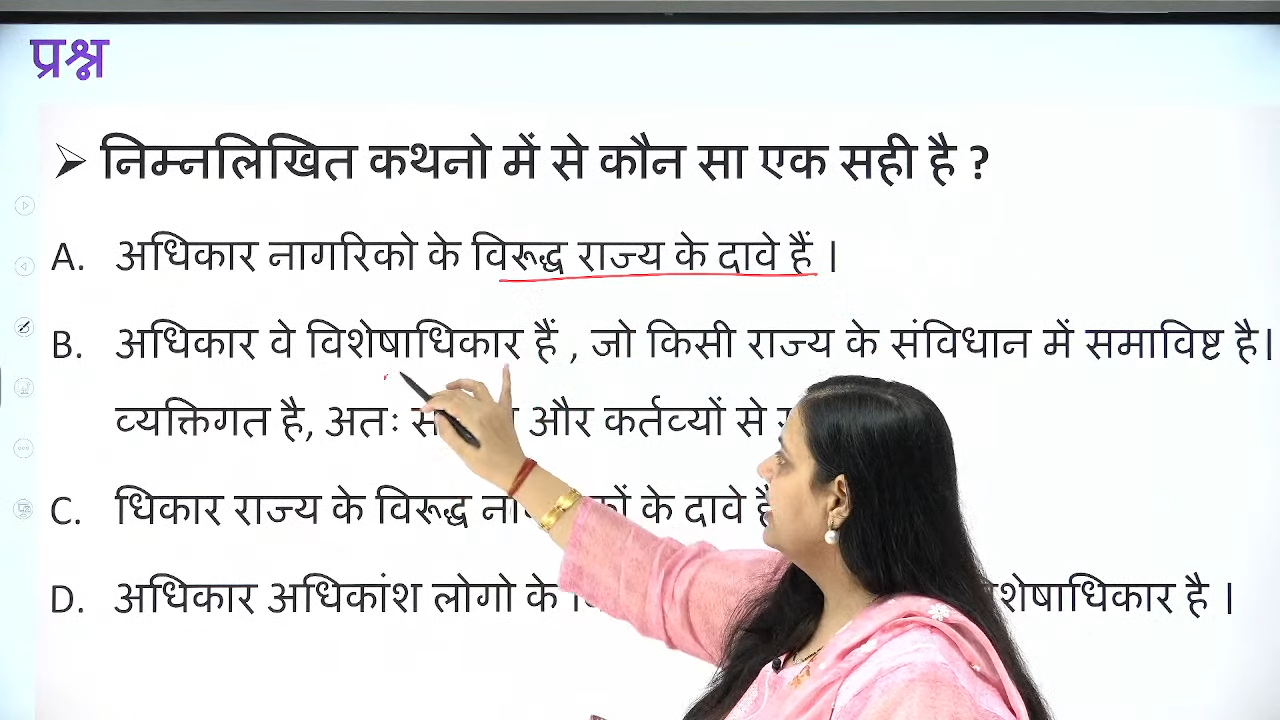 प्रश्न
➢ निम्नलिखित कथनो में से कौन सा एक सही है ?
A. अधिकार नागरिको के विरूद्ध राज्य के दावे हैं ।
B. अधिकार वे विशेषाधिकार हैं , जो किसी राज्य के संविधान में समाविष्ट है।
व्यक्तिगत है, अतः और कर्तव्यों से
C. धिकार राज्य के विरूद्ध के दावे
D. अधिकार अधिकांश लोगो के है ।